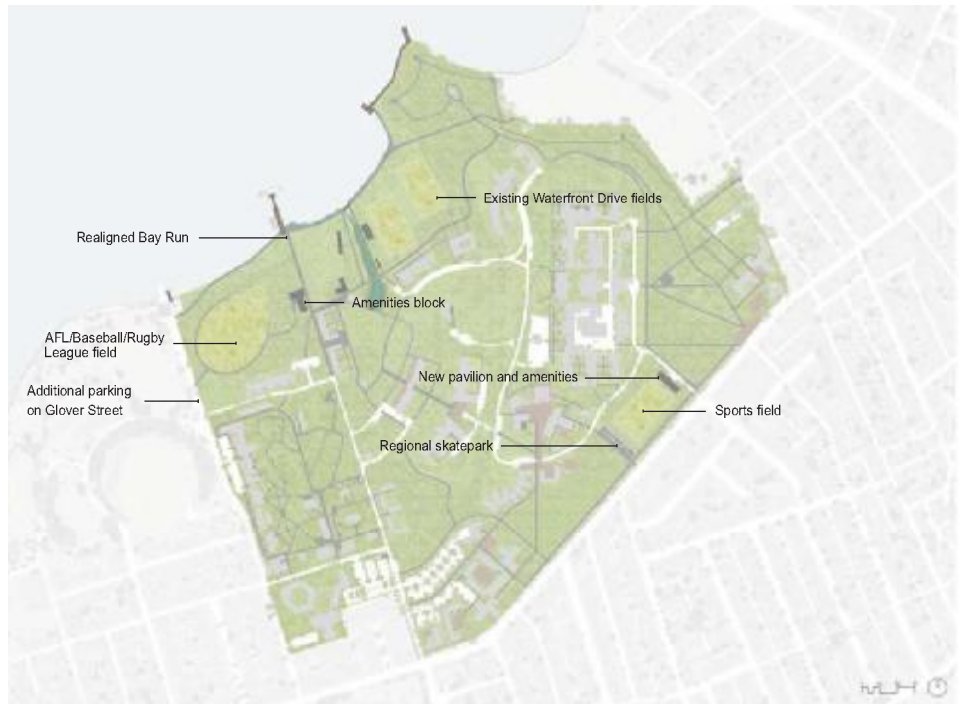 Existing Waterfront Drive fields
Realigned Bay Run
Amenities block
AFL/Baseball/Rugby
League field
New pavilion and amenities
Additional parking
on Glover Street
Sports field
Regional skatepark